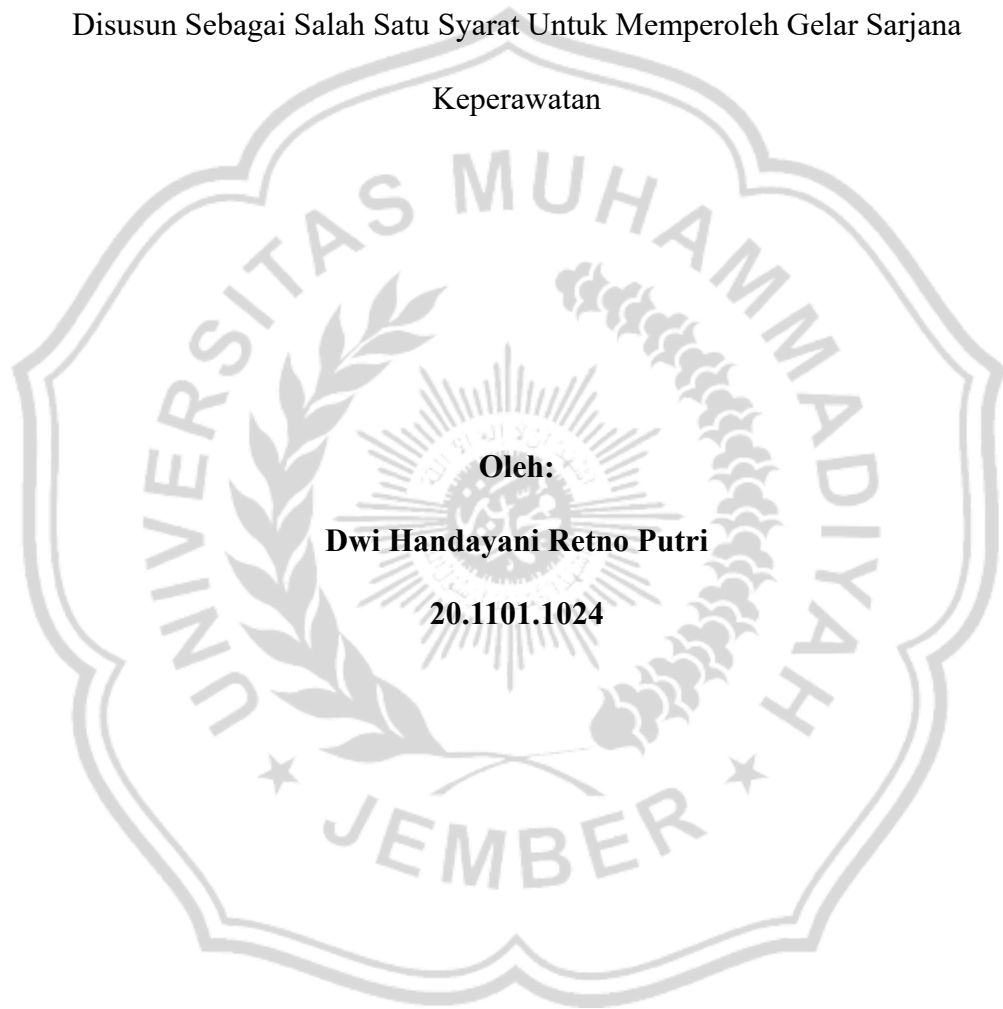 Disusun Sebagai Salah Satu Syarat Untuk Memperoleh Gelar Sarjana
Keperawatan
UNIVERSITAS MUHAMMADIYAH
Oleh:
Dwi Handayani Retno Putri
20.1101.1024
JEMBER